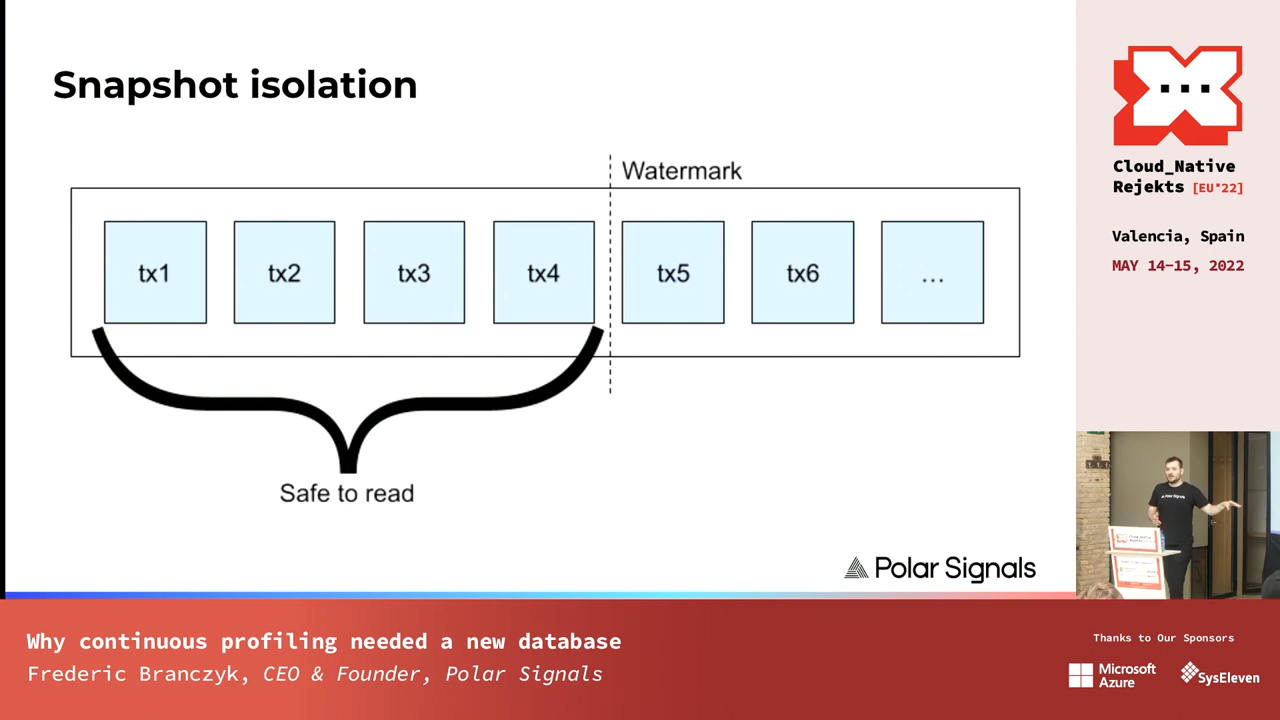 Snapshot isolation
Watermark
tx1
tx2
tx3
tx4
tx5
tx6
...
Safe to read
Polar Signals
Cloud_Native
Rejekts [EU*22]
Valencia, Spain
MAY 14-15, 2022
Polar Signals
Why continuous profiling needed a new database
Frederic Branczyk, CEO & Founder, Polar Signals
Thanks to Our Sponsors
Microsoft
Azure
SysEleven